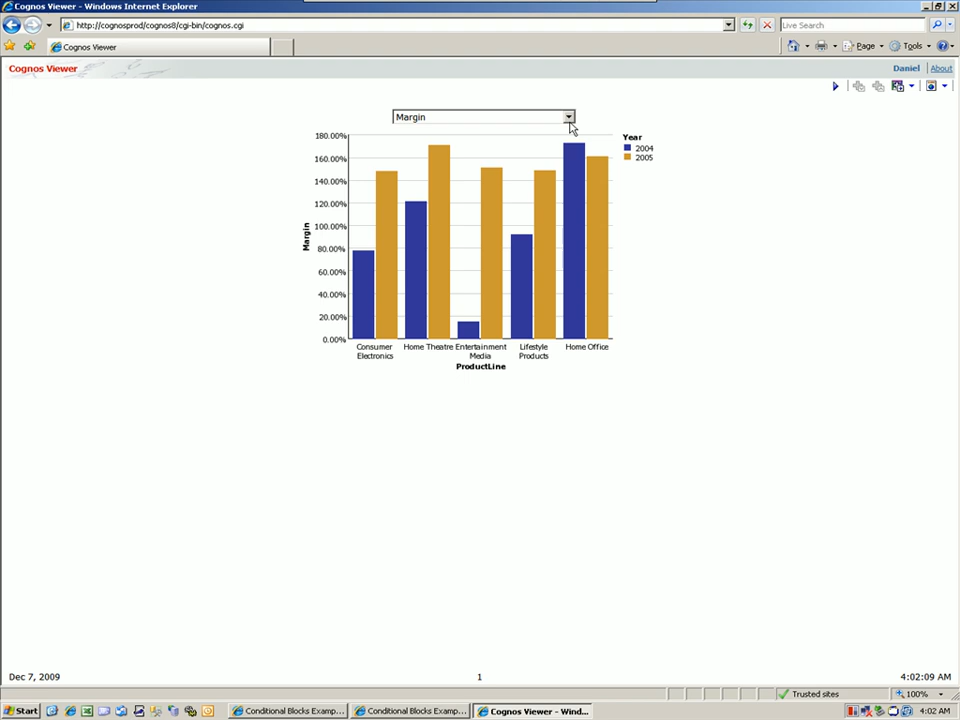 Cognos Viewer - Windows Internet Explorer
http://cognosprod/cognos8/cgi-bin/cognos.cgi
Live Search
Cognos Viewer
Page
Tools
Cognos Viewer
Daniel
About
Margin
Year
2004
2005
180.00%
160.00%
140.00%
120.00%
100.00%
80.00%
60.00%
40.00%
20.00%
0.00%
Margin
Consumer Electronics
Home Theatre
Entertainment Media
Lifestyle Products
Home Office
ProductLine
Dec 7, 2009
1
4:02:09 AM
Trusted sites
100%
Start
Conditional Blocks Examp...
Conditional Blocks Examp...
Cognos Viewer - Wind...
4:02 AM